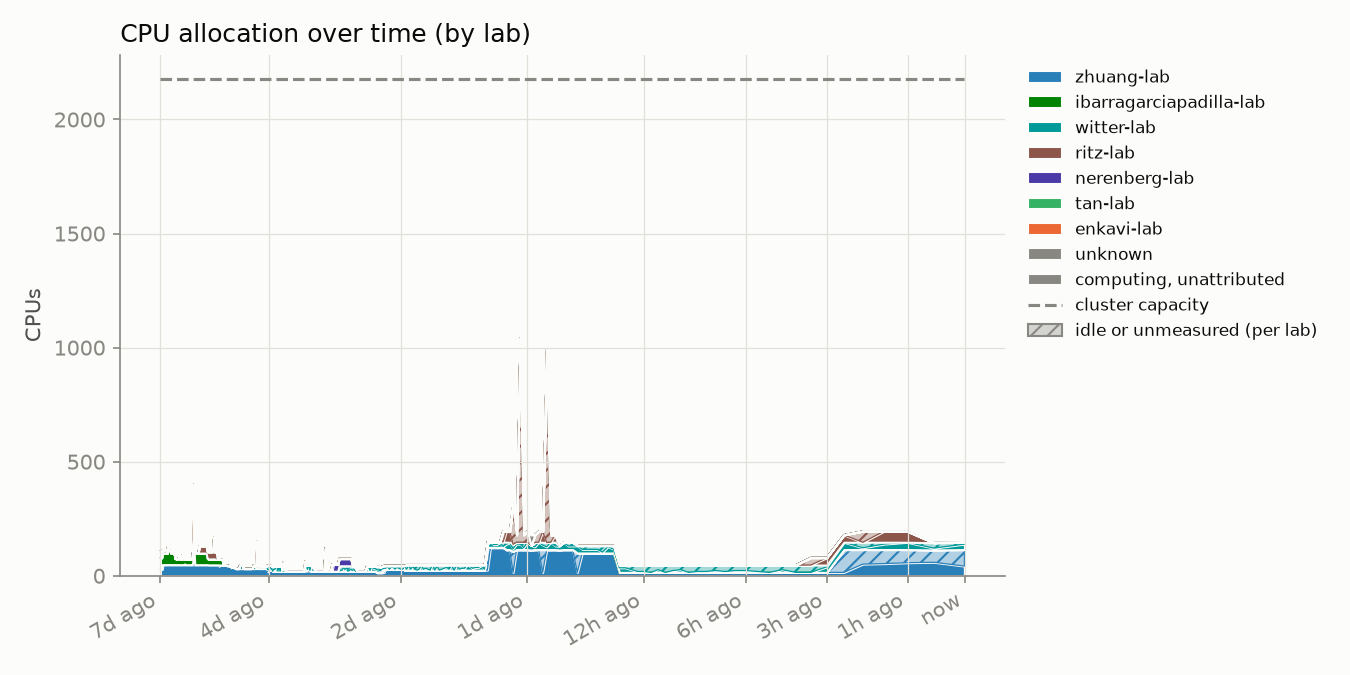 CPU allocation over time (by lab)
CPUs
2000
1500
1000
500
0
7d ago
4d ago
2d ago
1d ago
12h ago
6h ago
3h ago
1h ago
now
zhuang-lab
ibarragarciapadilla-lab
witter-lab
ritz-lab
nerenberg-lab
tan-lab
enkavi-lab
unknown
computing, unattributed
cluster capacity
idle or unmeasured (per lab)